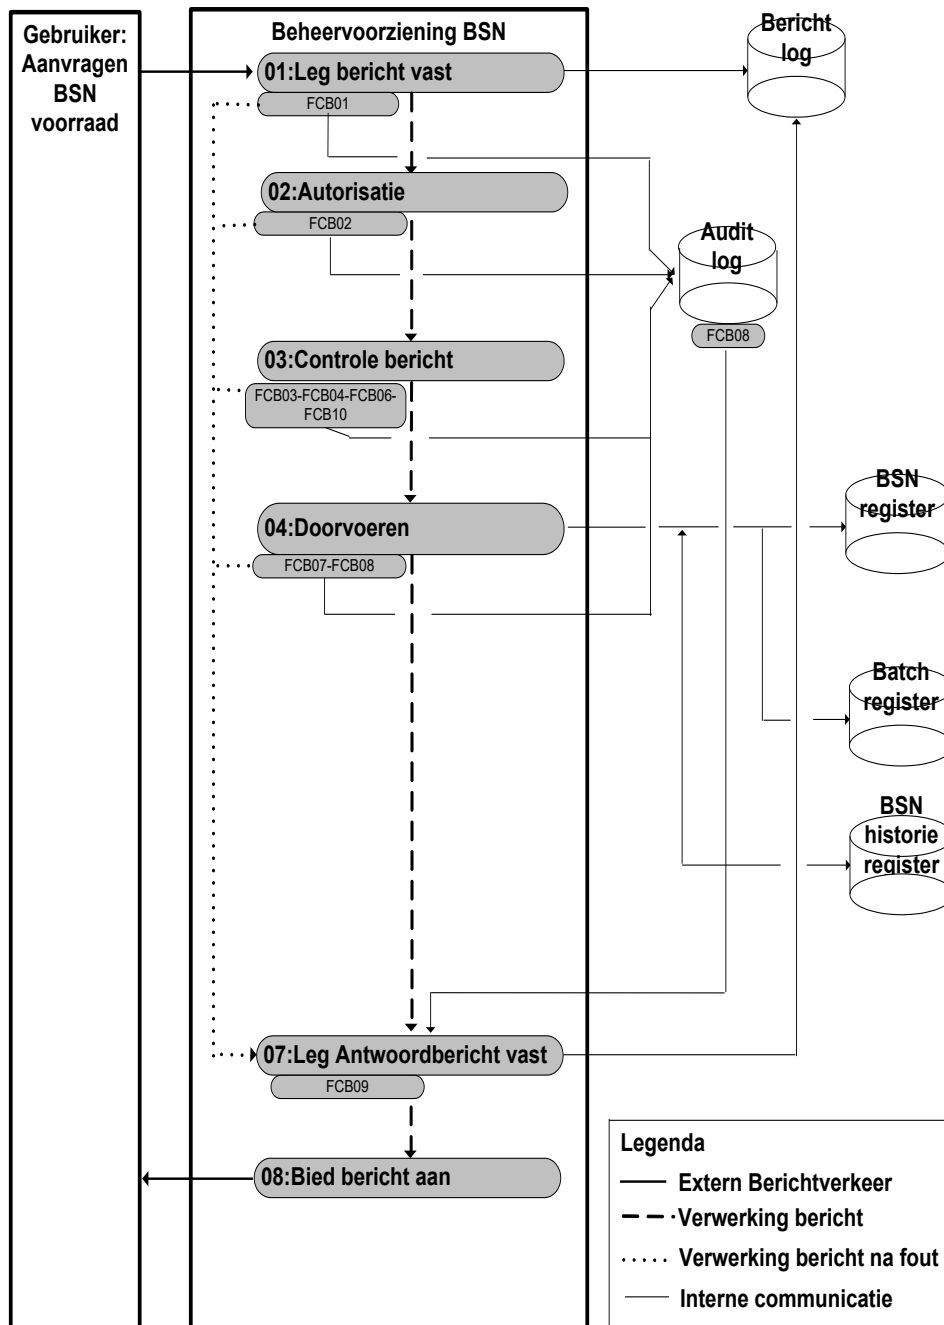 Gebruiker:
Aanvragen
BSN
voorraad
Beheervoorziening BSN
01:Leg bericht vast
FCB01
02:Autorisatie
FCB02
03:Controle bericht
FCB03-FCB04-FCB06-
FCB10
04:Doorvoeren
FCB07-FCB08
07:Leg Antwoordbericht vast
FCB09
08:Bied bericht aan
Bericht
log
Audit
log
FCB08
BSN
register
Batch
register
BSN
historie
register
Legenda
Extern Berichtverkeer
Verwerking bericht
Verwerking bericht na fout
Interne communicatie